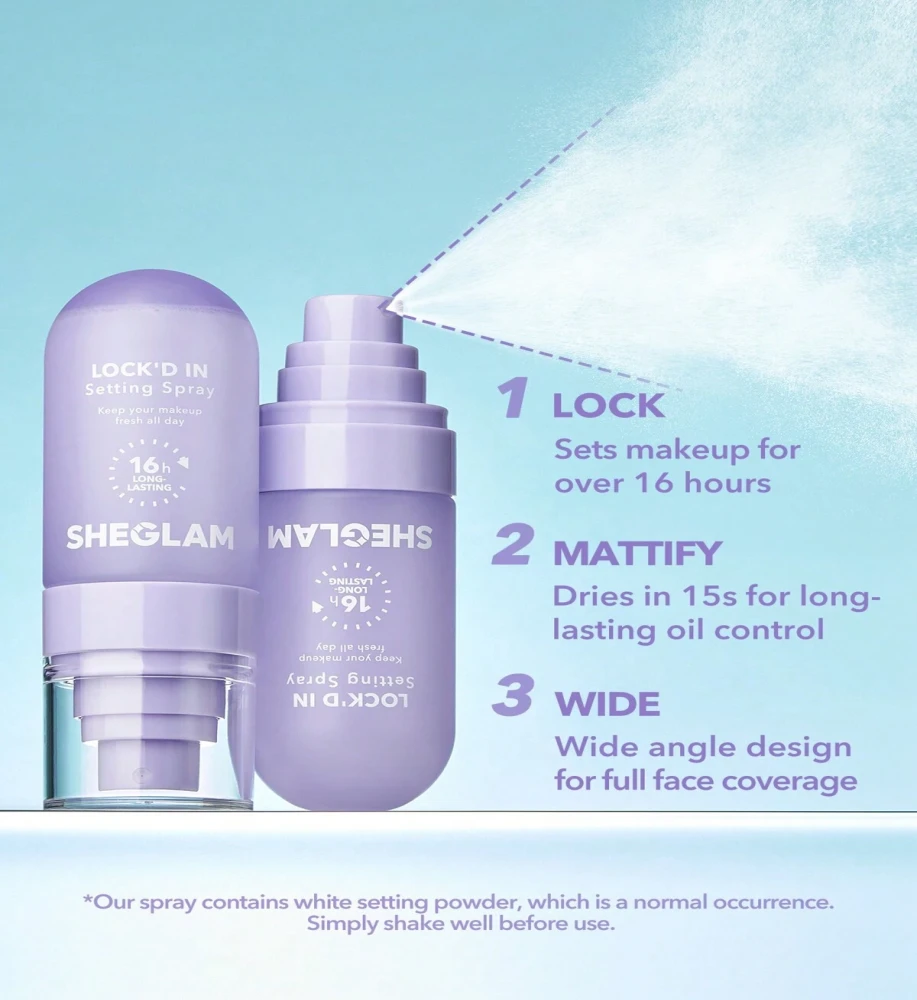 LOCK'D IN
Setting Spray
Keep your makeup
fresh all day
16h
LONG-
LASTING
SHEGLAM
SHEGLAM
16h
LONG-
LASTING
Keep your makeup
fresh all day
Setting Spray
LOCK'D IN
1 LOCK
Sets makeup for
over 16 hours
2 MATTIFY
Dries in 15s for long-
lasting oil control
3 WIDE
Wide angle design
for full face coverage
*Our spray contains white setting powder, which is a normal occurrence.
Simply shake well before use.